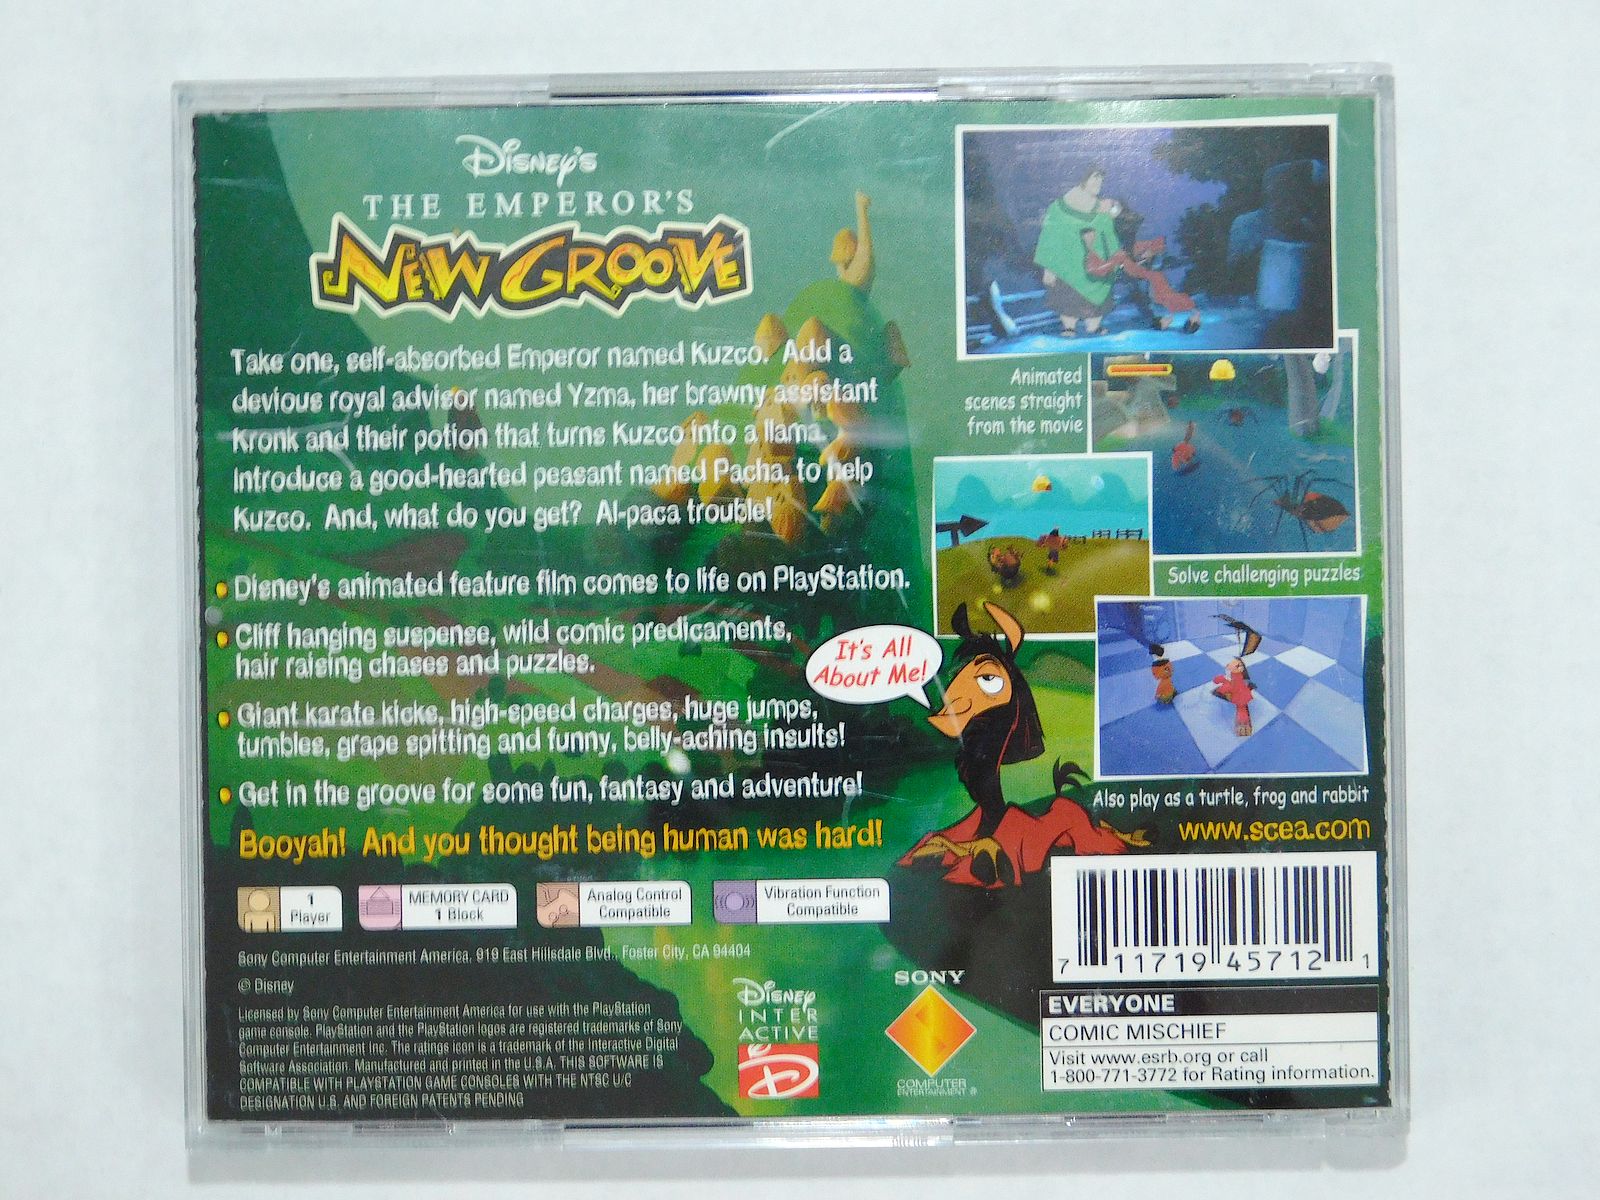 Disney's
THE EMPEROR'S
NEW GROOVE
Take one, self-absorbed Emperor named Kuzco. Add a
devious royal advisor named Yzma, her brawny assistant
Kronk and their potion that turns Kuzco into a llama.
Introduce a good-hearted peasant named Pacha, to help
Kuzco. And, what do you get? Al-paca trouble!
Disney's animated feature film comes to life on PlayStation.
Cliff hanging suspense, wild comic predicaments,
hair raising chases and puzzles.
Giant karate kicks, high-speed charges, huge jumps,
tumbles, grape spitting and funny, belly-aching insults!
Get in the groove for some fun, fantasy and adventure!
Booyah! And you thought being human was hard!
Animated
scenes straight
from the movie
Solve challenging puzzles
It's All
About Me!
Also play as a turtle, frog and rabbit
www.scea.com
1
Player
MEMORY CARD
1 Block
Analog Control
Compatible
Vibration Function
Compatible
Sony Computer Entertainment America, 919 East Hillsdale Blvd., Foster City, CA 94404
© Disney
Licensed by Sony Computer Entertainment America for use with the PlayStation
game console. PlayStation and the PlayStation logos are registered trademarks of Sony
Computer Entertainment Inc. The ratings icon is a trademark of the Interactive Digital
Software Association. Manufactured and printed in the U.S.A. THIS SOFTWARE IS
COMPATIBLE WITH PLAYSTATION GAME CONSOLES WITH THE NTSC U/C
DESIGNATION U.S. AND FOREIGN PATENTS PENDING
Disney
INTER
ACTIVE
D
SONY
COMPUTER
ENTERTAINMENT ®
7 11719 45712 1
EVERYONE
COMIC MISCHIEF
Visit www.esrb.org or call
1-800-771-3772 for Rating information.